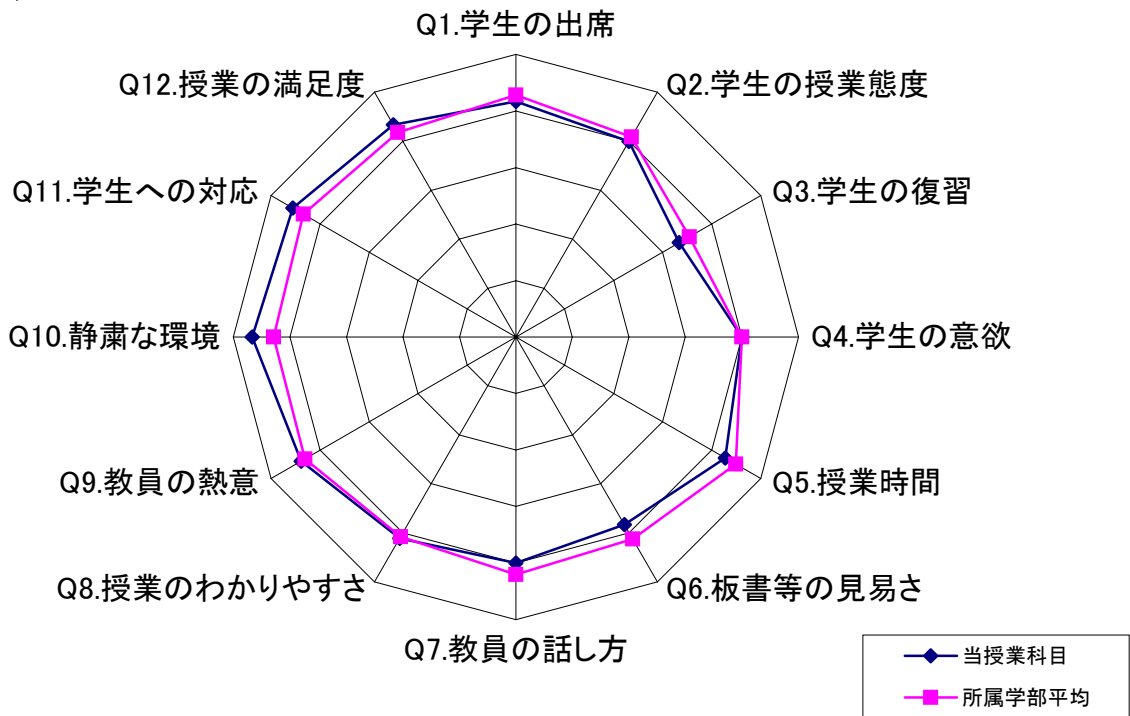 Q1.学生の出席
Q2.学生の授業態度
Q3.学生の復習
Q4.学生の意欲
Q5.授業時間
Q6.板書等の見易さ
Q7.教員の話し方
Q8.授業のわかりやすさ
Q9.教員の熱意
Q10.静粛な環境
Q11.学生への対応
Q12.授業の満足度
当授業科目
所属学部平均